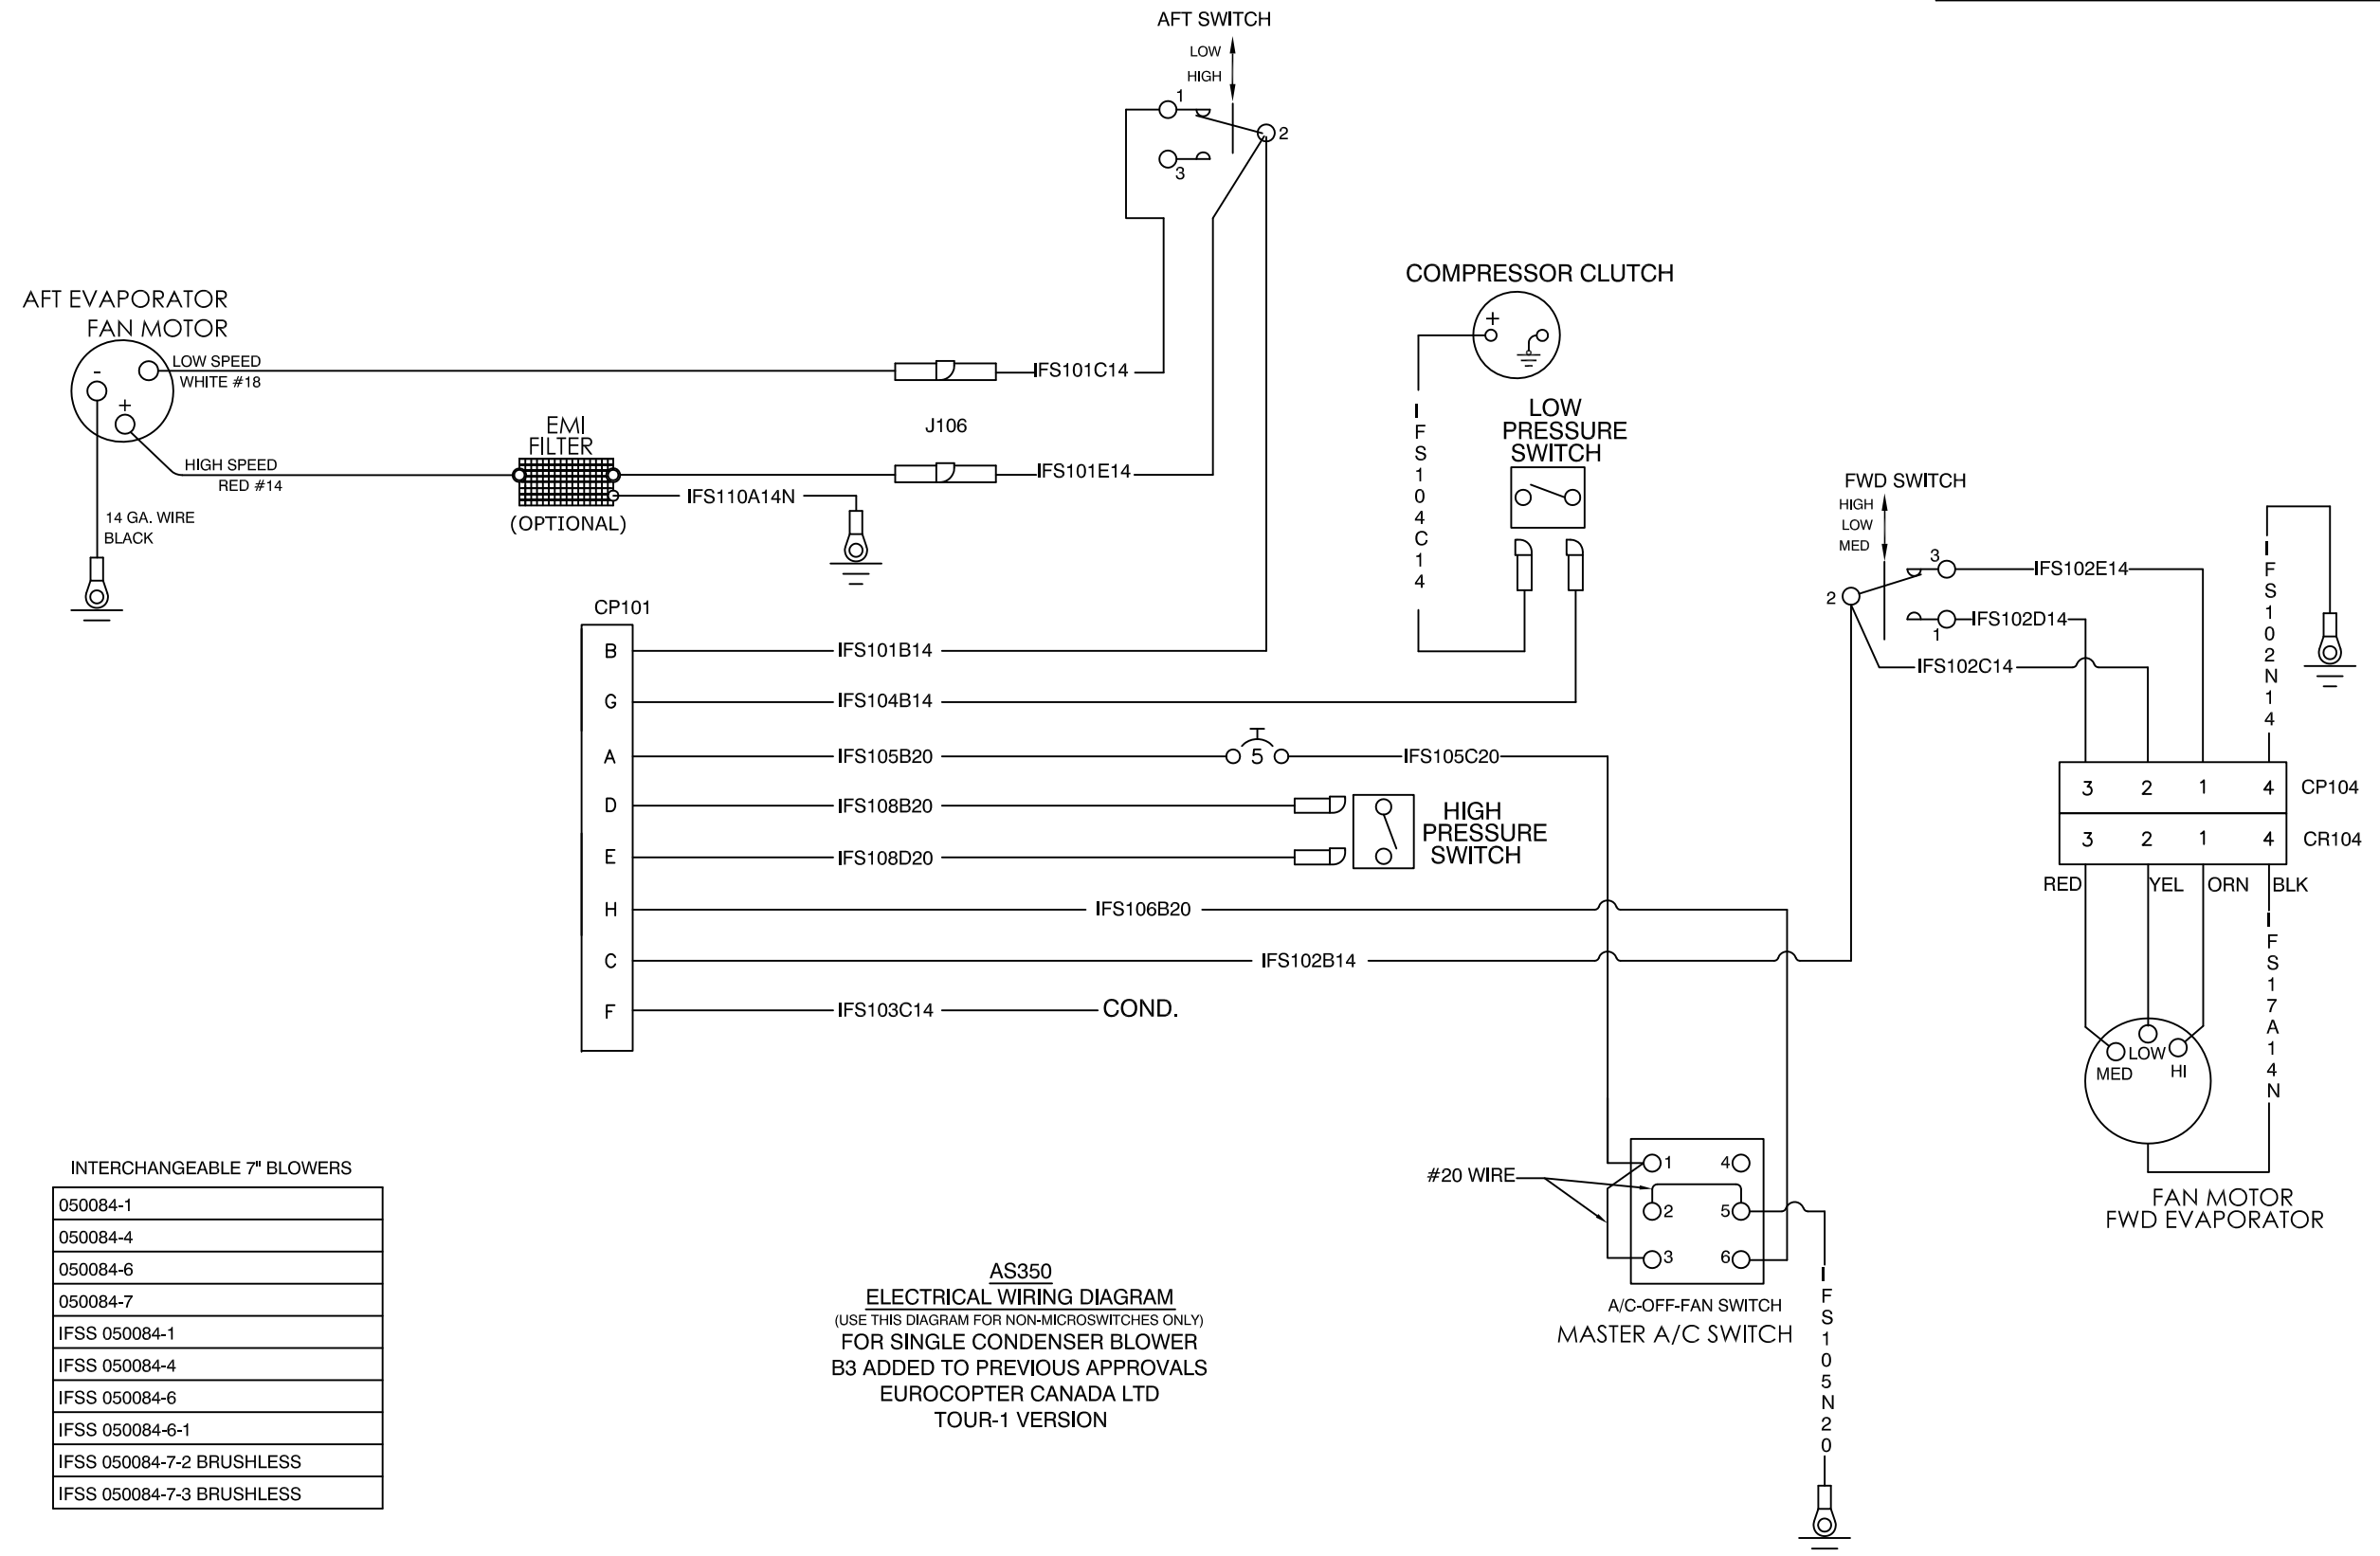 AFT SWITCH
LOW
HIGH
1
2
3
AFT EVAPORATOR
FAN MOTOR
LOW SPEED
WHITE #18
-
+
HIGH SPEED
RED #14
14 GA. WIRE
BLACK
EMI
FILTER
(OPTIONAL)
IFS110A14N
J106
IFS101C14
IFS101E14
COMPRESSOR CLUTCH
+
IFS104C14
LOW
PRESSURE
SWITCH
FWD SWITCH
HIGH
LOW
MED
3
2
1
IFS102E14
IFS102D14
IFS102C14
IFS102N14
CP101
B
IFS101B14
G
IFS104B14
A
IFS105B20
5
IFS105C20
D
IFS108B20
E
IFS108D20
HIGH
PRESSURE
SWITCH
H
IFS106B20
C
IFS102B14
F
IFS103C14
COND.
3 2 1 4 CP104
3 2 1 4 CR104
RED YEL ORN BLK
IFS17A14N
LOW
MED HI
FAN MOTOR
FWD EVAPORATOR
#20 WIRE
1 4
2 5
3 6
A/C-OFF-FAN SWITCH
MASTER A/C SWITCH
IFS105N20
INTERCHANGEABLE 7" BLOWERS
050084-1
050084-4
050084-6
050084-7
IFSS 050084-1
IFSS 050084-4
IFSS 050084-6
IFSS 050084-6-1
IFSS 050084-7-2 BRUSHLESS
IFSS 050084-7-3 BRUSHLESS
AS350
ELECTRICAL WIRING DIAGRAM
(USE THIS DIAGRAM FOR NON-MICROSWITCHES ONLY)
FOR SINGLE CONDENSER BLOWER
B3 ADDED TO PREVIOUS APPROVALS
EUROCOPTER CANADA LTD
TOUR-1 VERSION